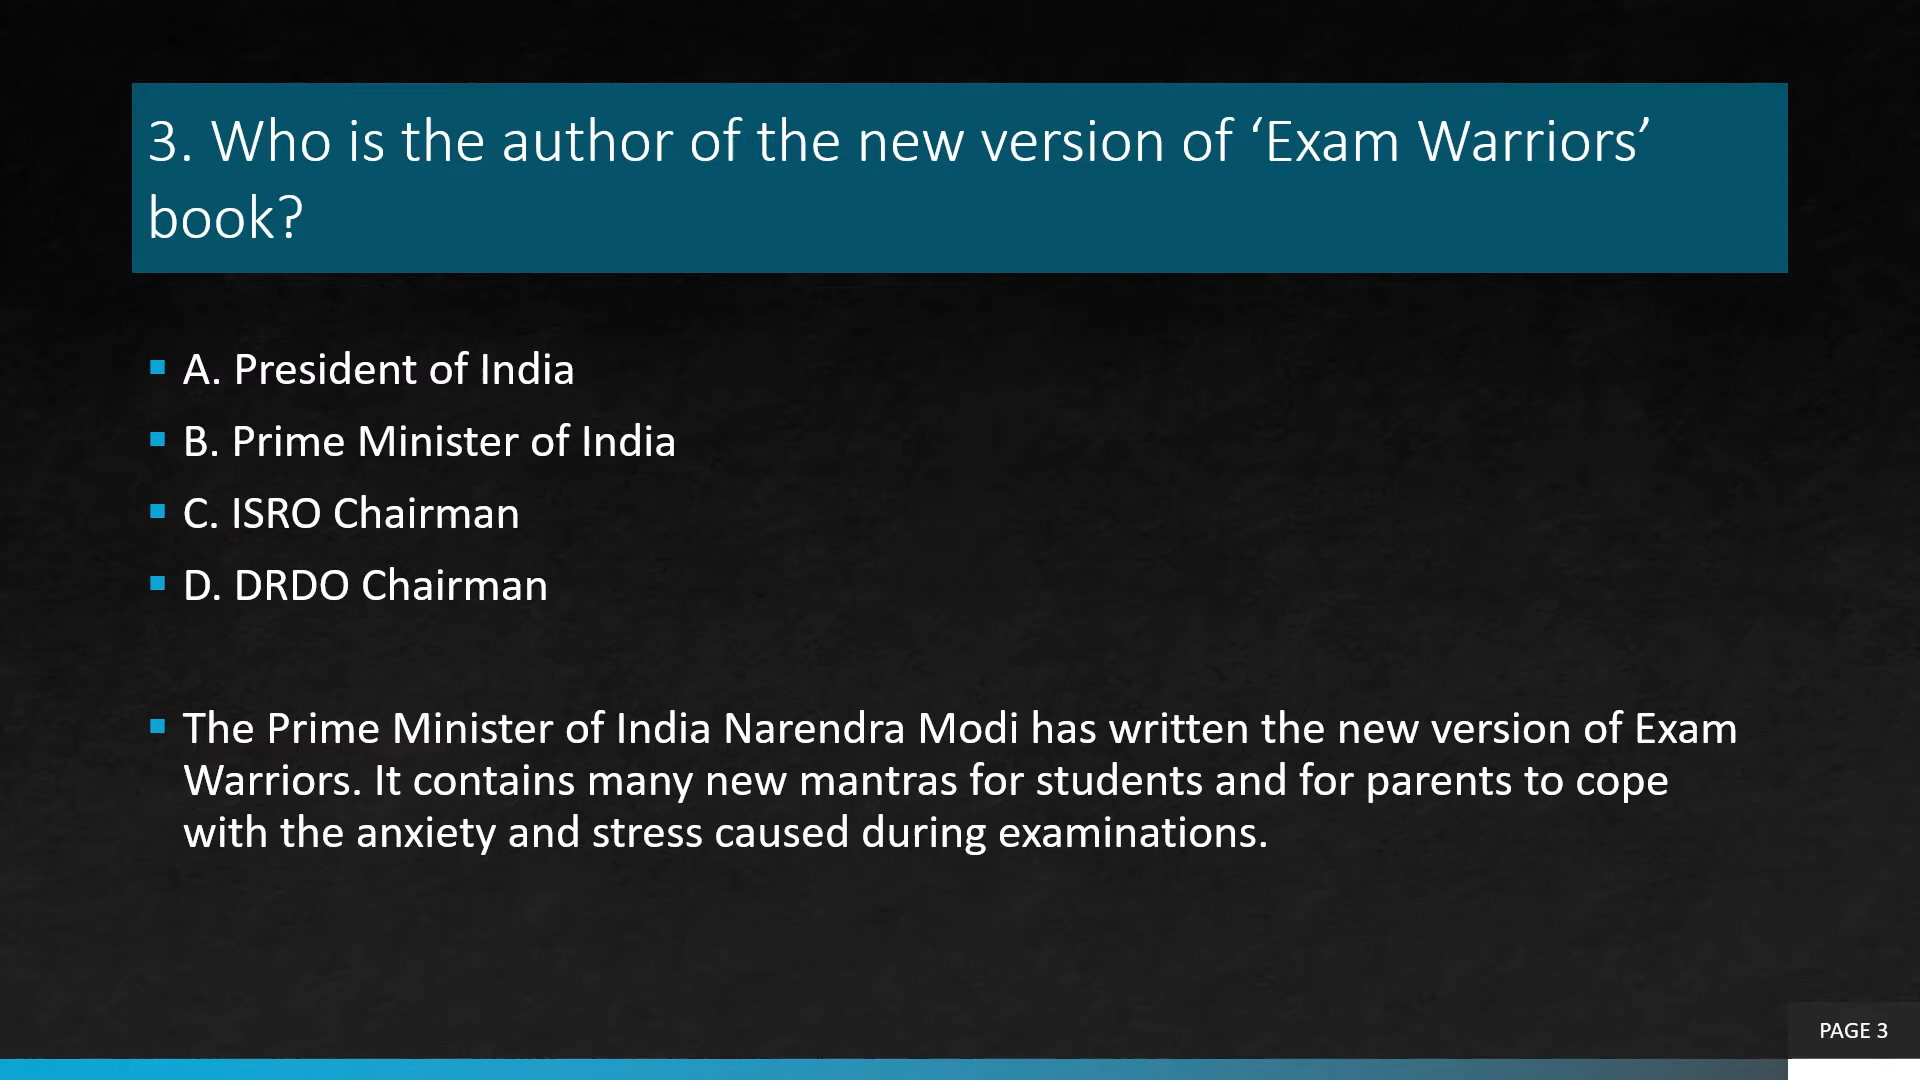 3. Who is the author of the new version of ‘Exam Warriors’
book?
A. President of India
B. Prime Minister of India
C. ISRO Chairman
D. DRDO Chairman
The Prime Minister of India Narendra Modi has written the new version of Exam
Warriors. It contains many new mantras for students and for parents to cope
with the anxiety and stress caused during examinations.
PAGE 3